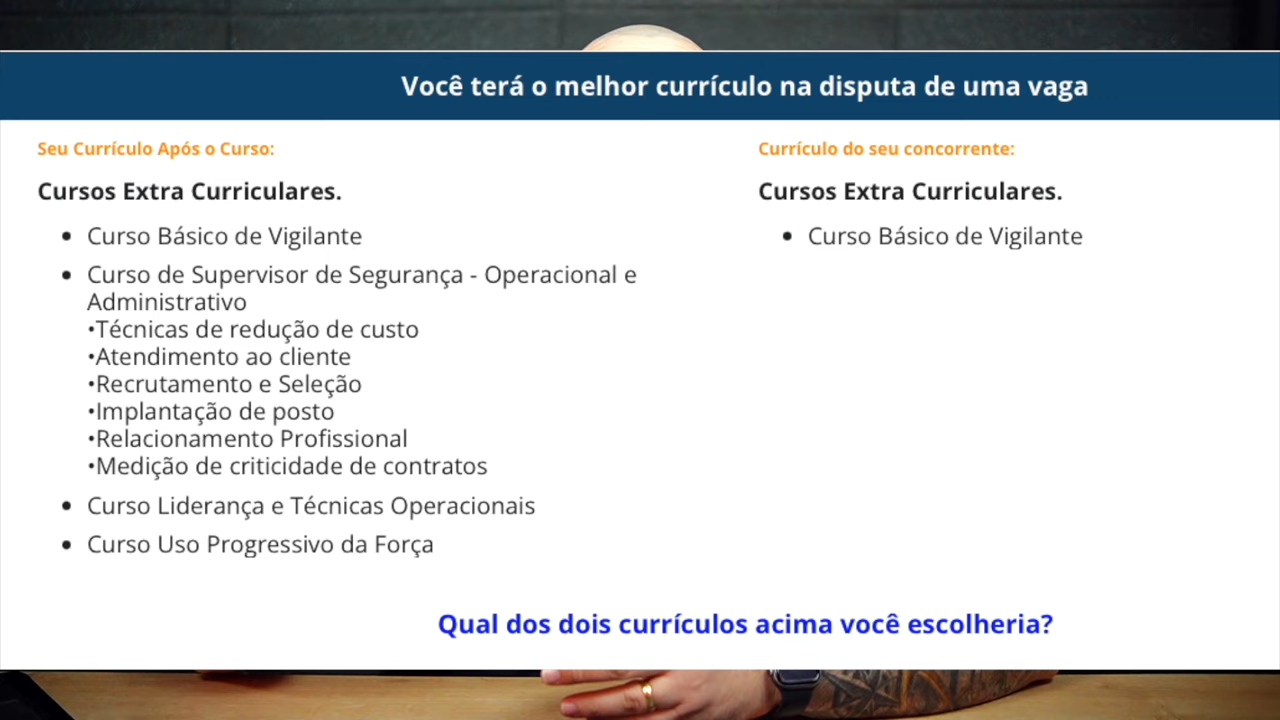 Você terá o melhor currículo na disputa de uma vaga
Seu Currículo Após o Curso:
Cursos Extra Curriculares.
• Curso Básico de Vigilante
• Curso de Supervisor de Segurança - Operacional e
Administrativo
•Técnicas de redução de custo
•Atendimento ao cliente
•Recrutamento e Seleção
•Implantação de posto
•Relacionamento Profissional
•Medição de criticidade de contratos
• Curso Liderança e Técnicas Operacionais
• Curso Uso Progressivo da Força
Currículo do seu concorrente:
Cursos Extra Curriculares.
• Curso Básico de Vigilante
Qual dos dois currículos acima você escolheria?